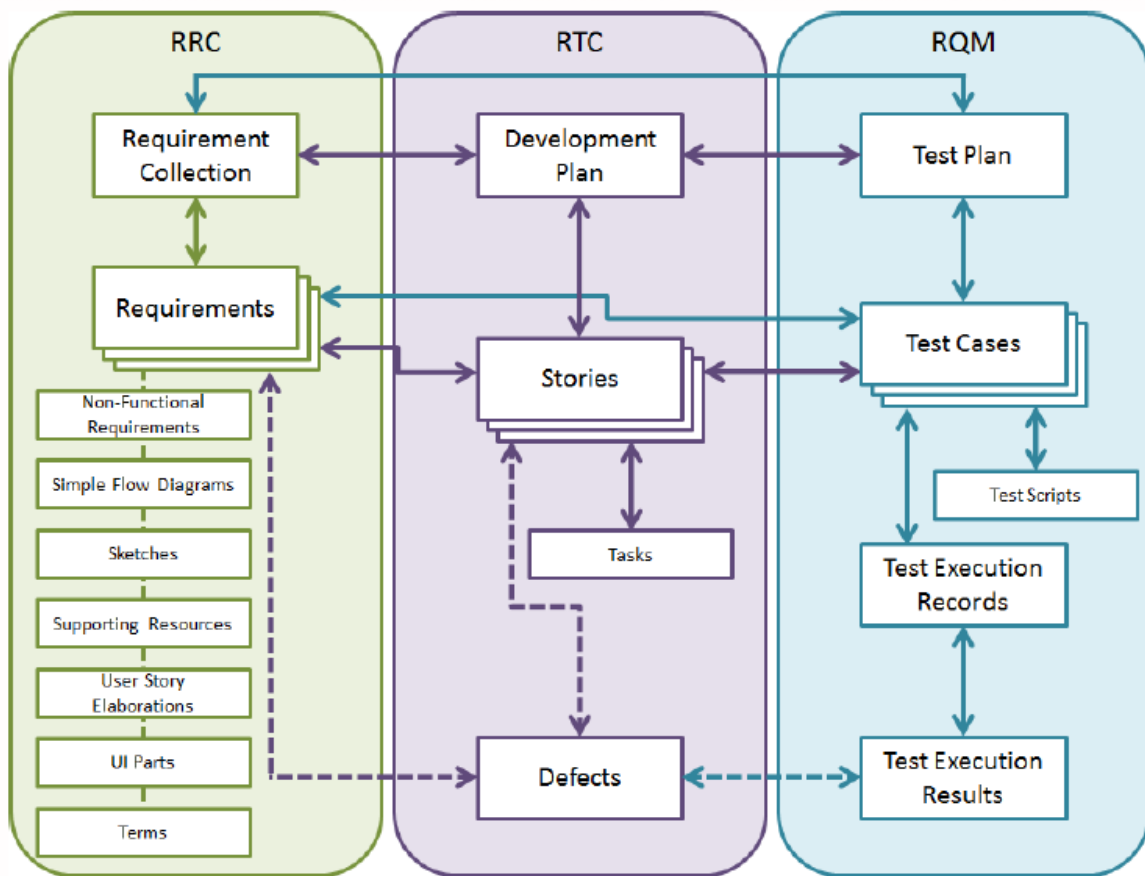 RRC
RTC
RQM
Requirement
Collection
Development
Plan
Test Plan
Requirements
Stories
Test Cases
Non-Functional
Requirements
Simple Flow Diagrams
Test Scripts
Sketches
Tasks
Test Execution
Records
Supporting Resources
User Story
Elaborations
UI Parts
Defects
Test Execution
Results
Terms